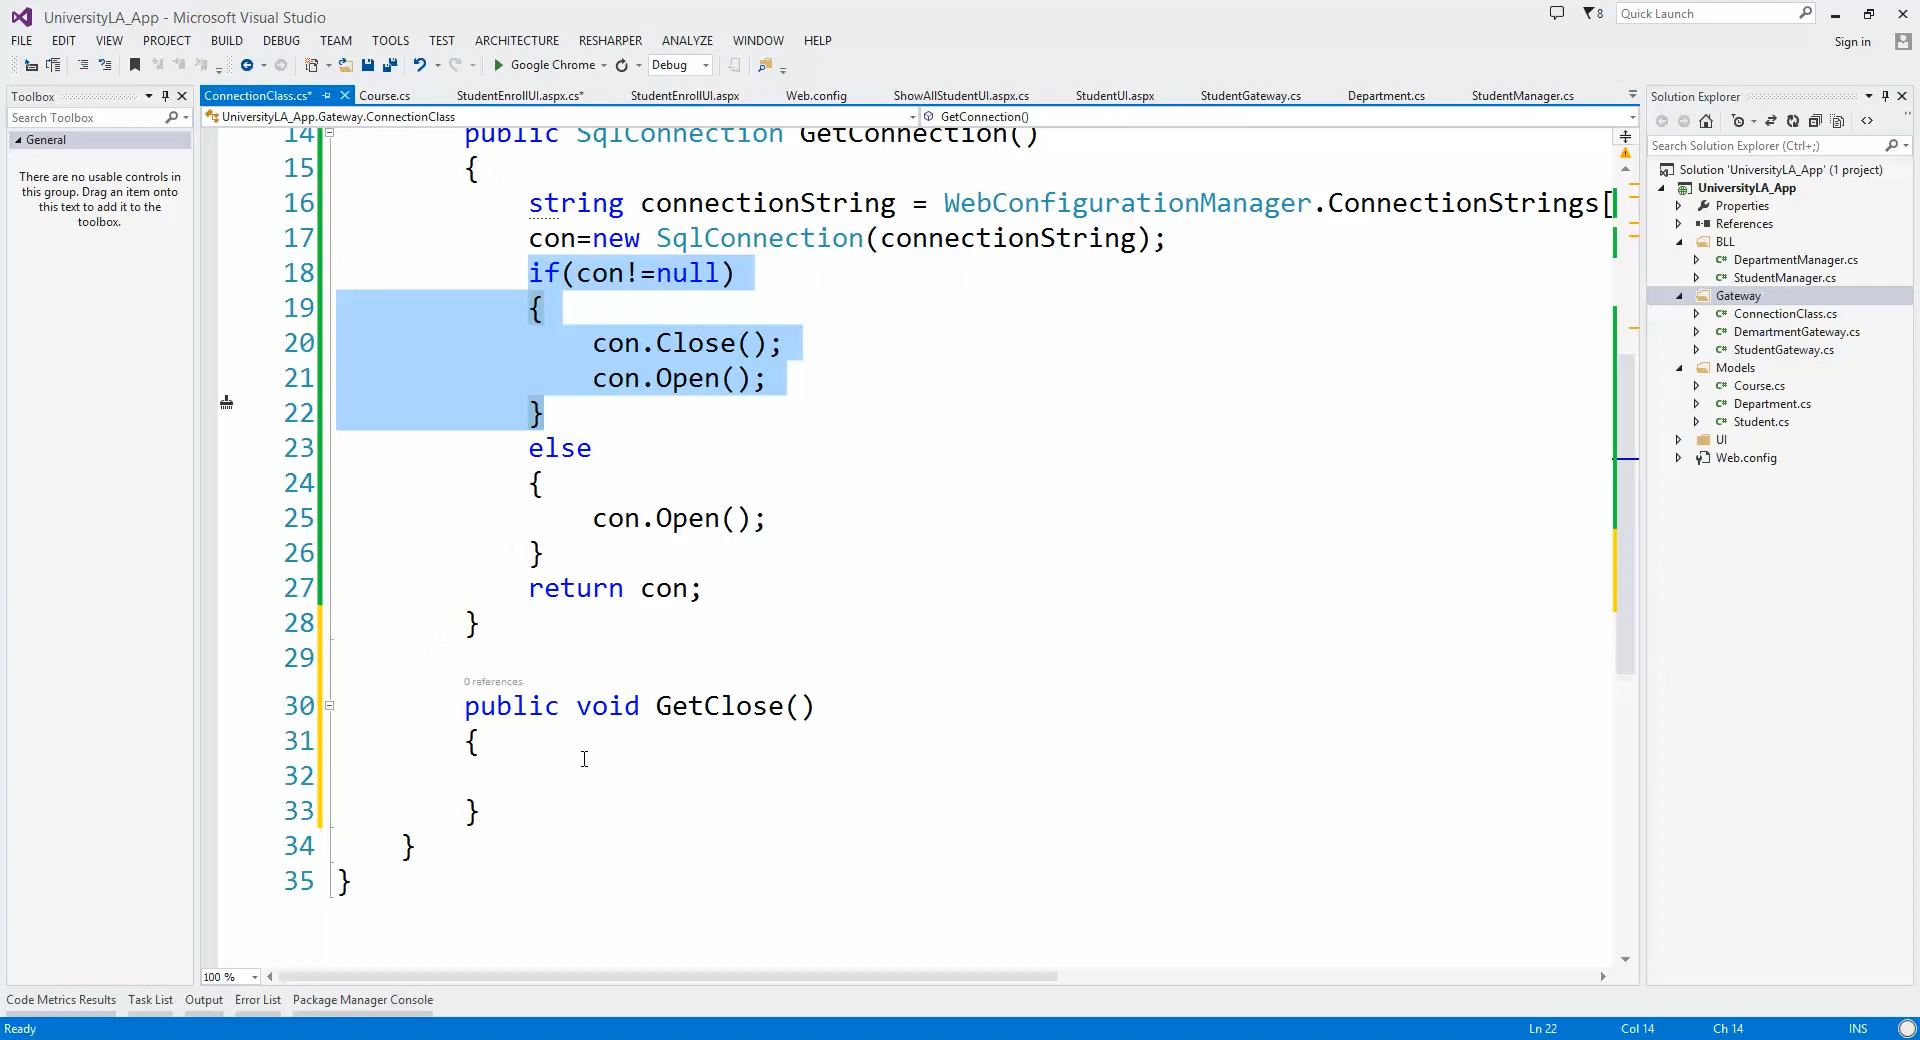 UniversityLA_App - Microsoft Visual Studio
8
Quick Launch
FILE EDIT VIEW PROJECT BUILD DEBUG TEAM TOOLS TEST ARCHITECTURE RESHARPER ANALYZE WINDOW HELP
Sign in
Google Chrome Debug
Toolbox
Search Toolbox
General
There are no usable controls in
this group. Drag an item onto
this text to add it to the
toolbox.
ConnectionClass.cs* Course.cs StudentEnrollUI.aspx.cs* StudentEnrollUI.aspx Web.config ShowAllStudentUI.aspx.cs StudentUI.aspx StudentGateway.cs Department.cs StudentManager.cs
UniversityLA_App.Gateway.ConnectionClass GetConnection()
14 public SqlConnection GetConnection()
15 {
16 string connectionString = WebConfigurationManager.ConnectionStrings[
17 con=new SqlConnection(connectionString);
18 if(con!=null)
19 {
20 con.Close();
21 con.Open();
22 }
23 else
24 {
25 con.Open();
26 }
27 return con;
28 }
29
0 references
30 public void GetClose()
31 {
32
33 }
34 }
35 }
100 %
Solution Explorer
Search Solution Explorer (Ctrl+;)
Solution 'UniversityLA_App' (1 project)
UniversityLA_App
Properties
References
BLL
C# DepartmentManager.cs
C# StudentManager.cs
Gateway
C# ConnectionClass.cs
C# DemartmentGateway.cs
C# StudentGateway.cs
Models
C# Course.cs
C# Department.cs
C# Student.cs
UI
Web.config
Code Metrics Results Task List Output Error List Package Manager Console
Ready Ln 22 Col 14 Ch 14 INS